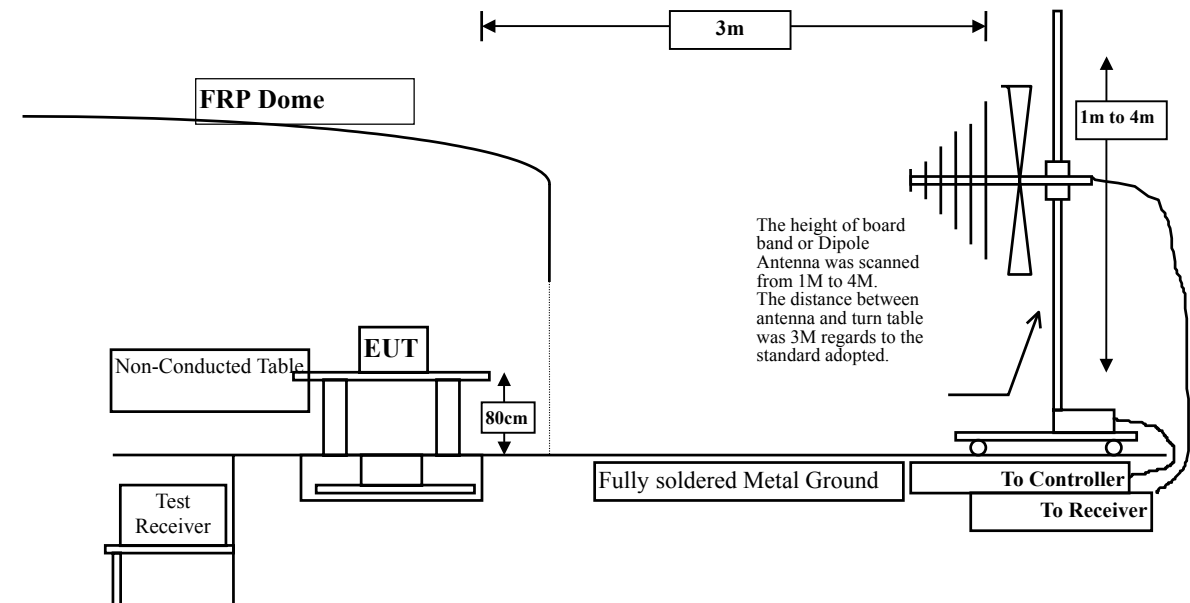 3m
FRP Dome
1m to 4m
The height of board
band or Dipole
Antenna was scanned
from 1M to 4M.
The distance between
antenna and turn table
was 3M regards to the
standard adopted.
EUT
Non-Conducted Table
80cm
Fully soldered Metal Ground
To Controller
Test
Receiver
To Receiver